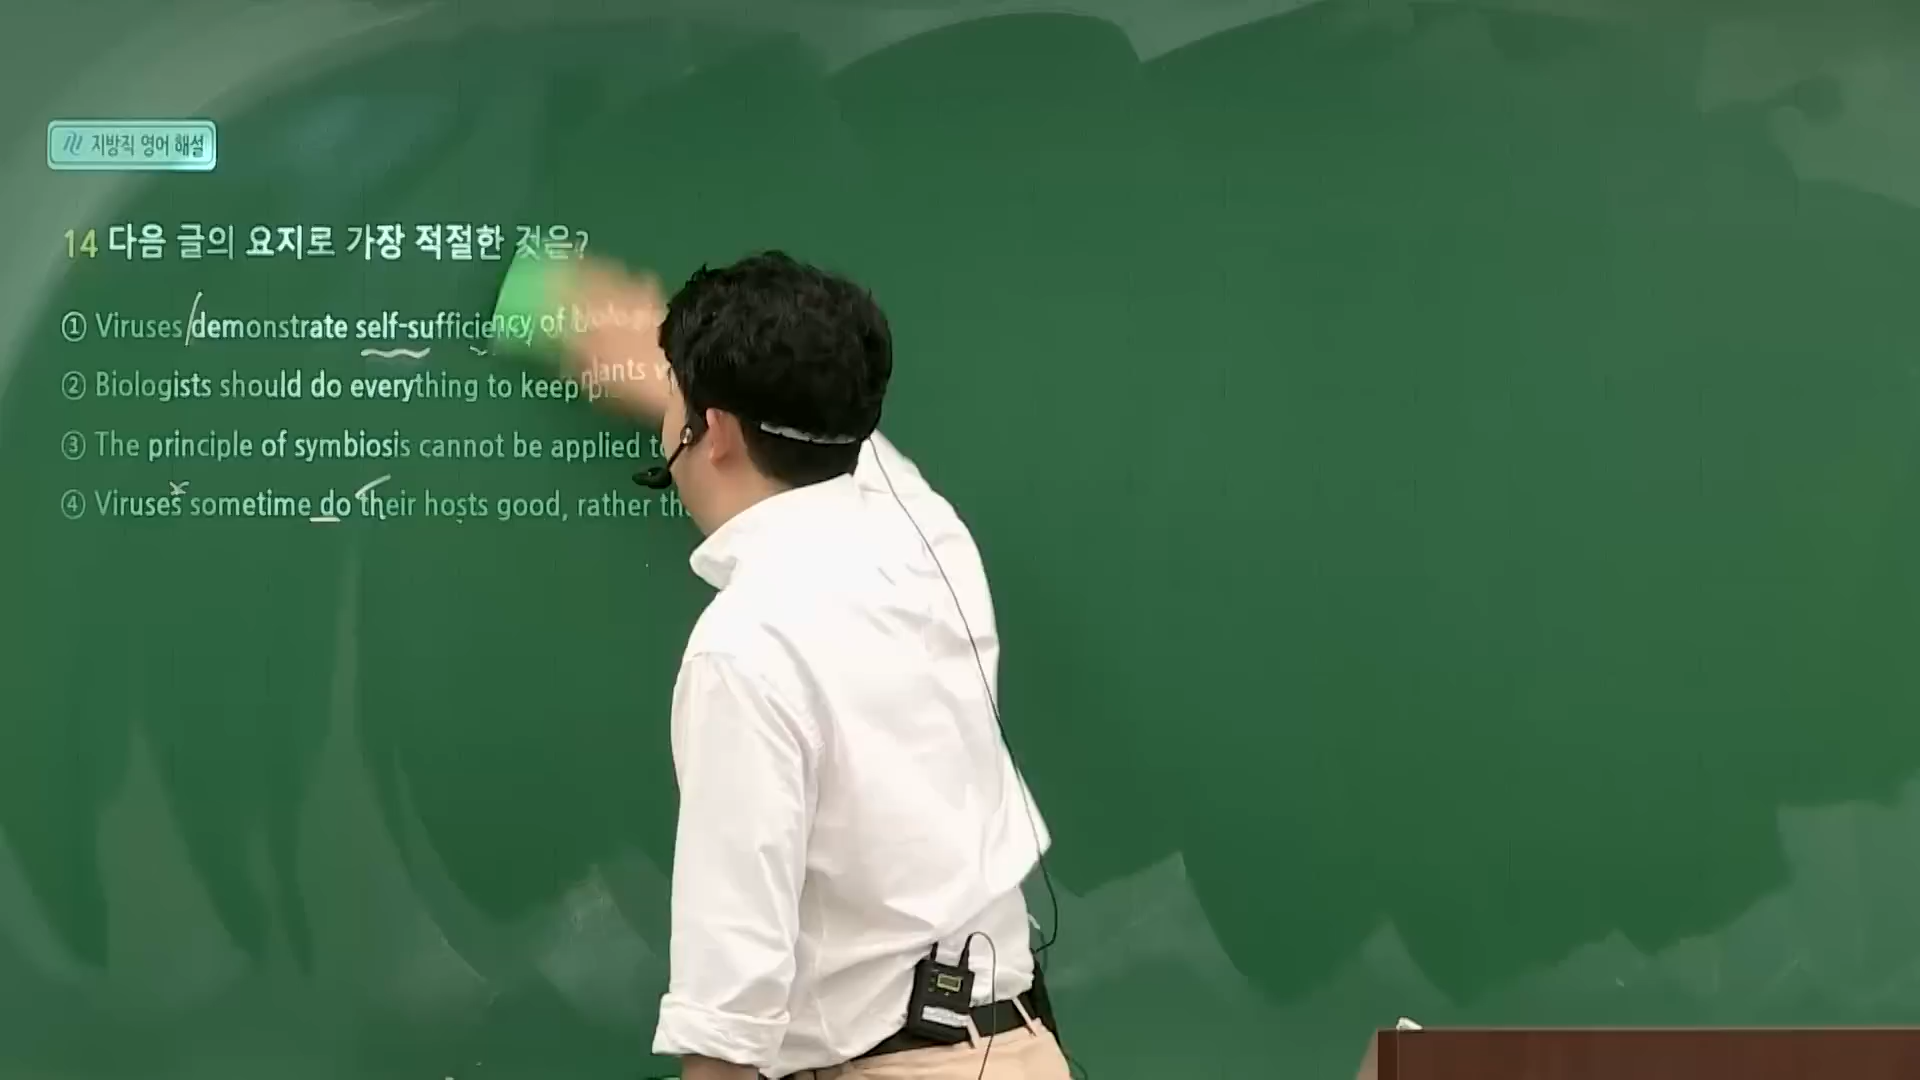 지방직 영어 해설
14 다음 글의 요지로 가장 적절한 것은?
① Viruses demonstrate self-sufficiency of
② Biologists should do everything to keep plants
③ The principle of symbiosis cannot be applied
④ Viruses sometime do their hosts good, rather